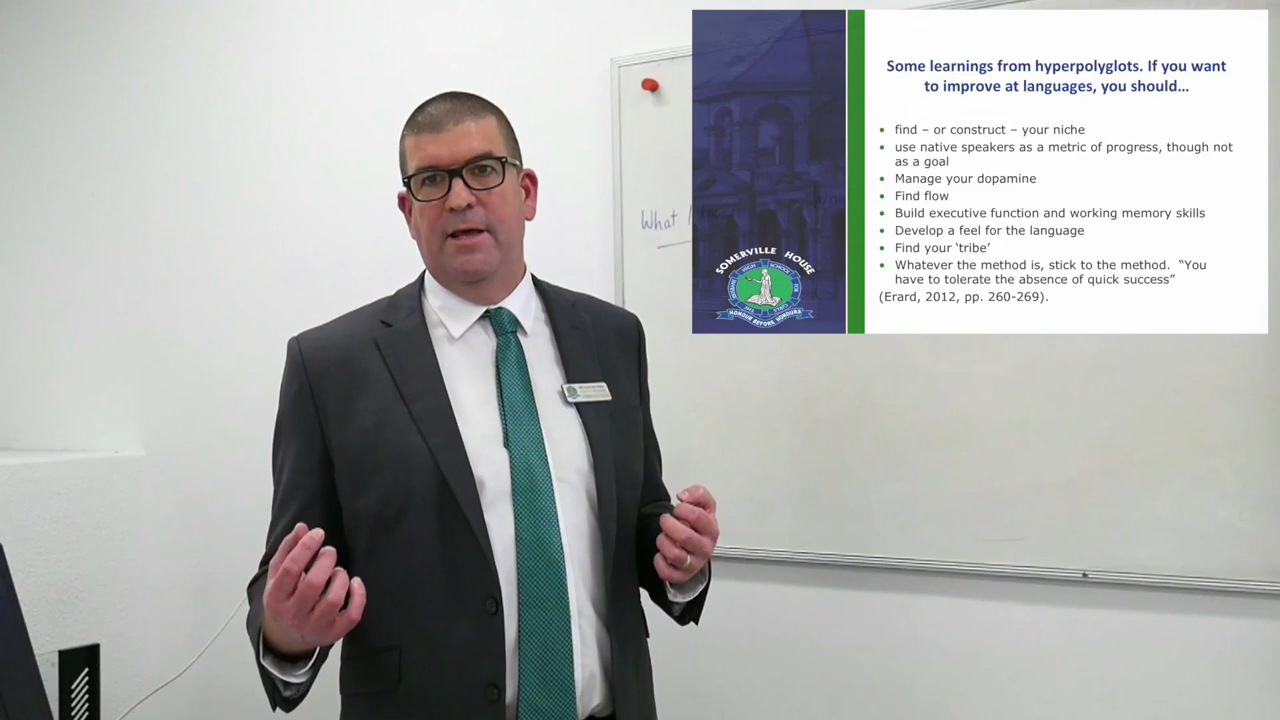 Some learnings from hyperpolyglots. If you want
to improve at languages, you should…
• find – or construct – your niche
• use native speakers as a metric of progress, though not
as a goal
• Manage your dopamine
• Find flow
• Build executive function and working memory skills
• Develop a feel for the language
• Find your ‘tribe’
• Whatever the method is, stick to the method. “You
have to tolerate the absence of quick success”
(Erard, 2012, pp. 260-269).
What
SOMERVILLE HOUSE
HIGH SCHOOL FOR GIRLS
HONOUR BEFORE HONOURS